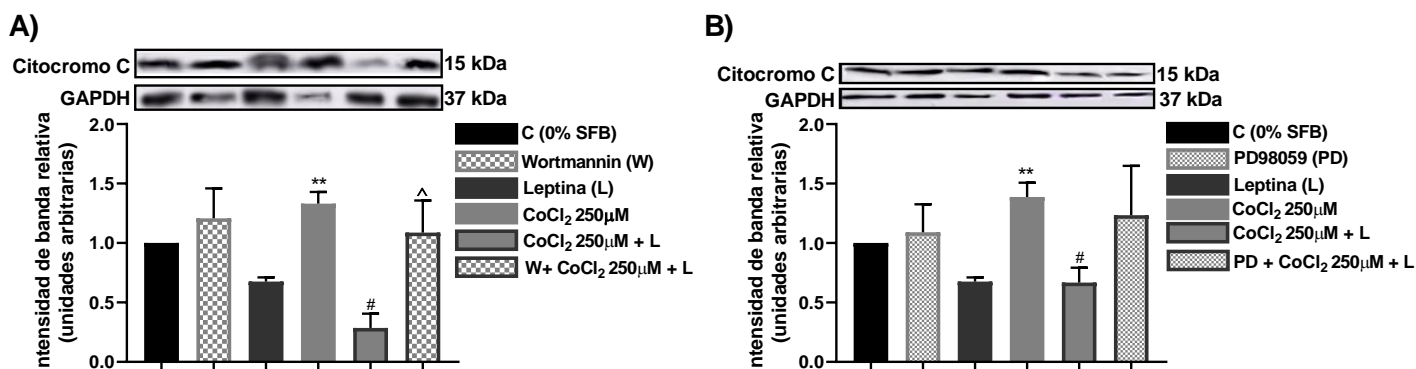 A)
Citocromo C
15 kDa
GAPDH
37 kDa
ntensidad de banda relativa
(unidades arbitrarias)
2.0
1.5
1.0
0.5
0.0
**
#
^
C (0% SFB)
Wortmannin (W)
Leptina (L)
CoCl₂ 250μM
CoCl₂ 250μM + L
W+ CoCl₂ 250μM + L
B)
Citocromo C
15 kDa
GAPDH
37 kDa
ntensidad de banda relativa
(unidades arbitrarias)
2.0
1.5
1.0
0.5
0.0
**
#
C (0% SFB)
PD98059 (PD)
Leptina (L)
CoCl₂ 250μM
CoCl₂ 250μM + L
PD + CoCl₂ 250μM + L